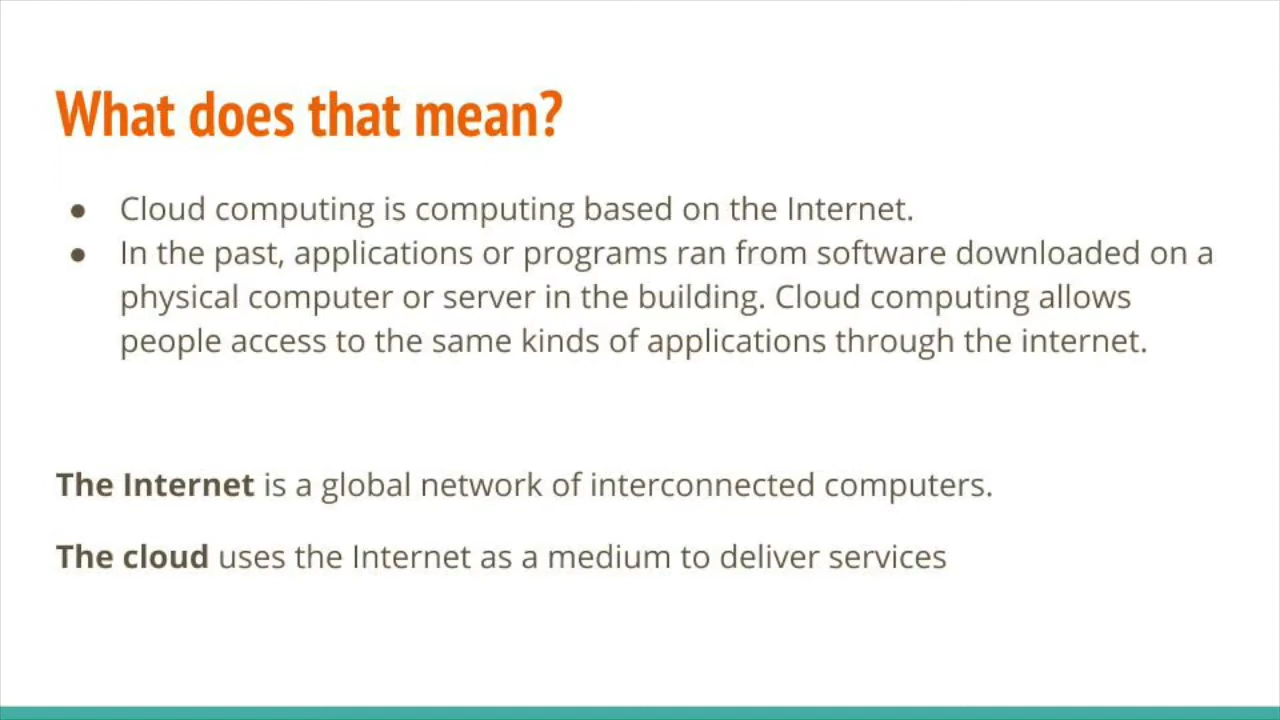 What does that mean?
● Cloud computing is computing based on the Internet.
● In the past, applications or programs ran from software downloaded on a
physical computer or server in the building. Cloud computing allows
people access to the same kinds of applications through the internet.
The Internet is a global network of interconnected computers.
The cloud uses the Internet as a medium to deliver services